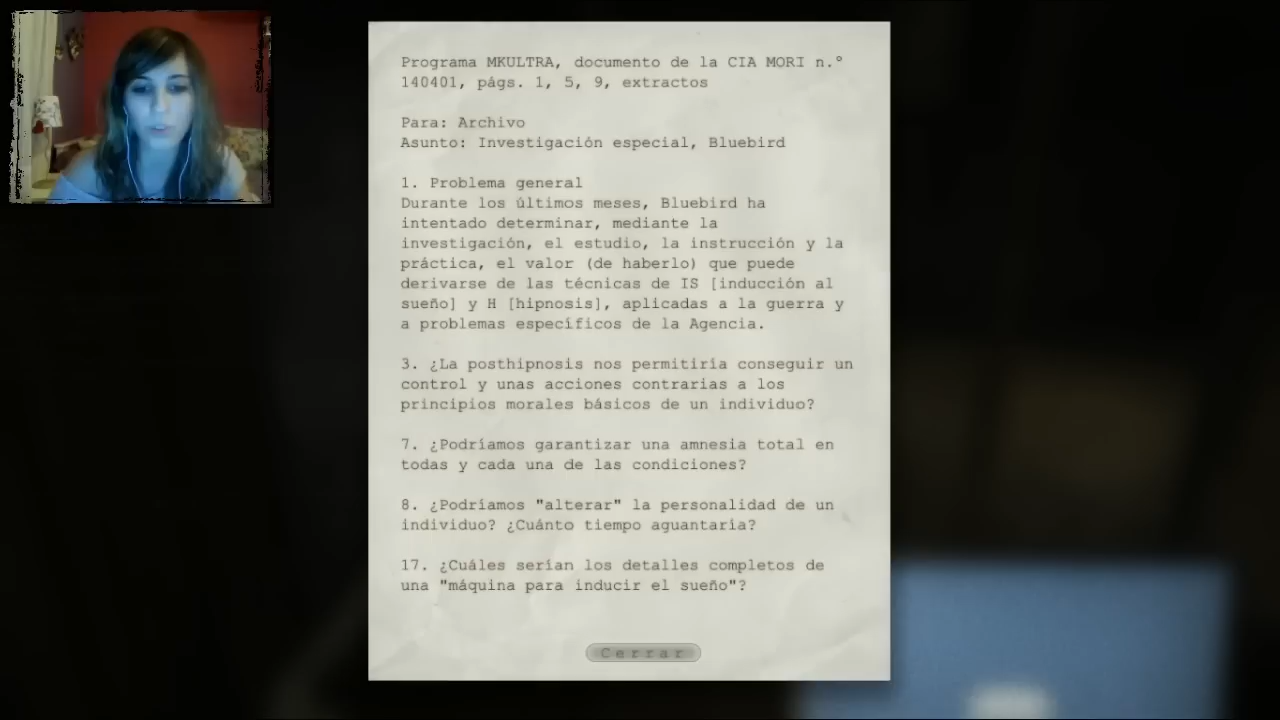 Programa MKULTRA, documento de la CIA MORI n.º
140401, págs. 1, 5, 9, extractos
Para: Archivo
Asunto: Investigación especial, Bluebird
1. Problema general
Durante los últimos meses, Bluebird ha
intentado determinar, mediante la
investigación, el estudio, la instrucción y la
práctica, el valor (de haberlo) que puede
derivarse de las técnicas de IS [inducción al
sueño] y H [hipnosis], aplicadas a la guerra y
a problemas específicos de la Agencia.
3. ¿La posthipnosis nos permitiría conseguir un
control y unas acciones contrarias a los
principios morales básicos de un individuo?
7. ¿Podríamos garantizar una amnesia total en
todas y cada una de las condiciones?
8. ¿Podríamos "alterar" la personalidad de un
individuo? ¿Cuánto tiempo aguantaría?
17. ¿Cuáles serían los detalles completos de
una "máquina para inducir el sueño"?
Cerrar